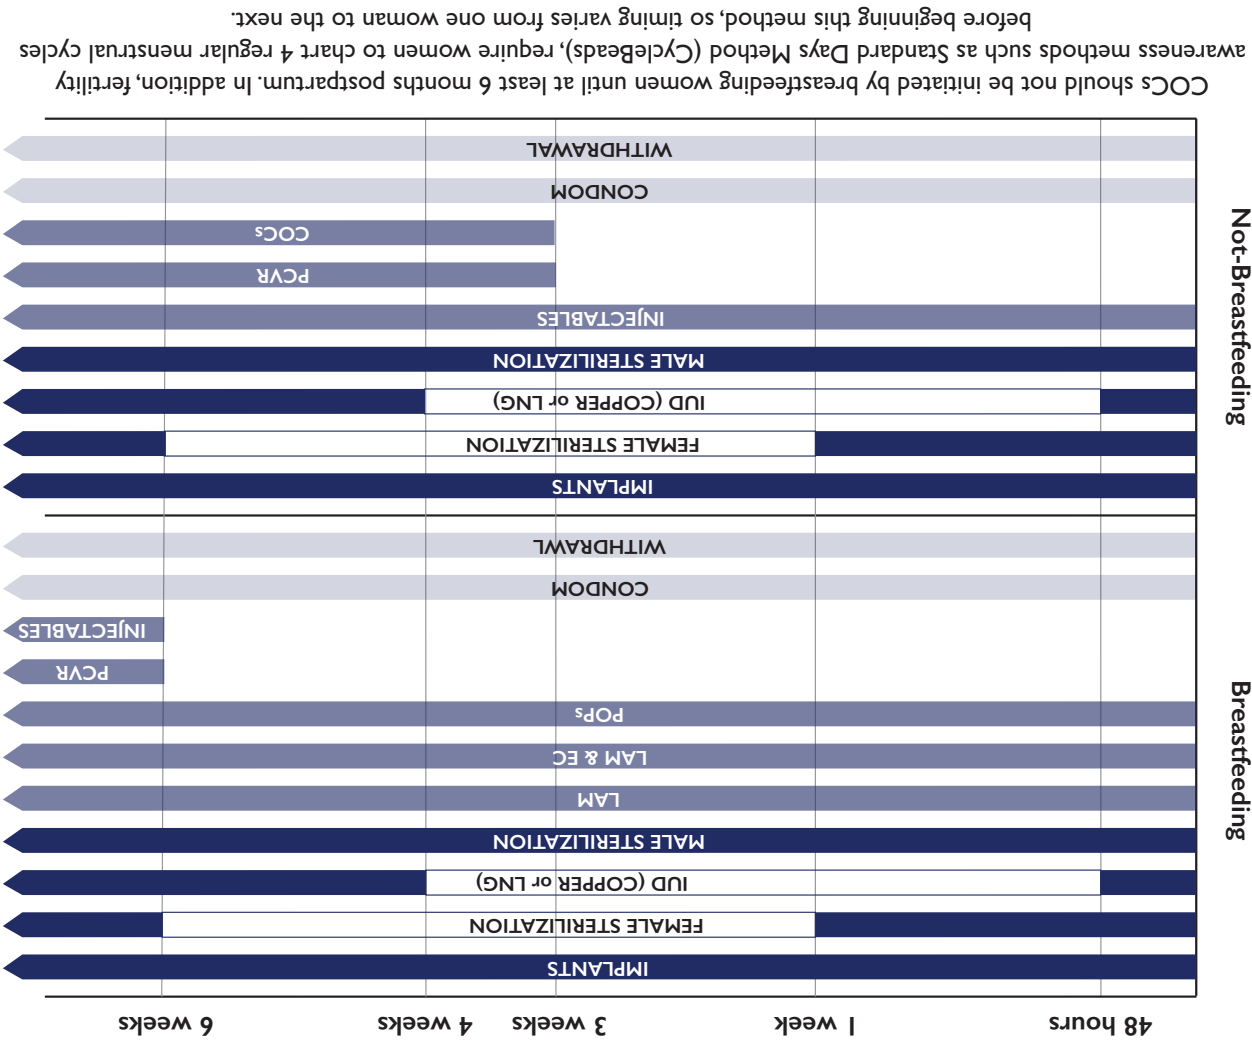 48 hours 1 week 3 weeks 4 weeks 6 weeks
Breastfeeding
IMPLANTS
FEMALE STERILIZATION
IUD (COPPER or LNG)
MALE STERILIZATION
LAM
LAM & EC
POPs
PCVR
INJECTABLES
CONDOM
WITHDRAWL
Not-Breastfeeding
IMPLANTS
FEMALE STERILIZATION
IUD (COPPER or LNG)
MALE STERILIZATION
INJECTABLES
PCVR
COCs
CONDOM
WITHDRAWAL
COCs should not be initiated by breastfeeding women until at least 6 months postpartum. In addition, fertility
awareness methods such as Standard Days Method (CycleBeads), require women to chart 4 regular menstrual cycles
before beginning this method, so timing varies from one woman to the next.